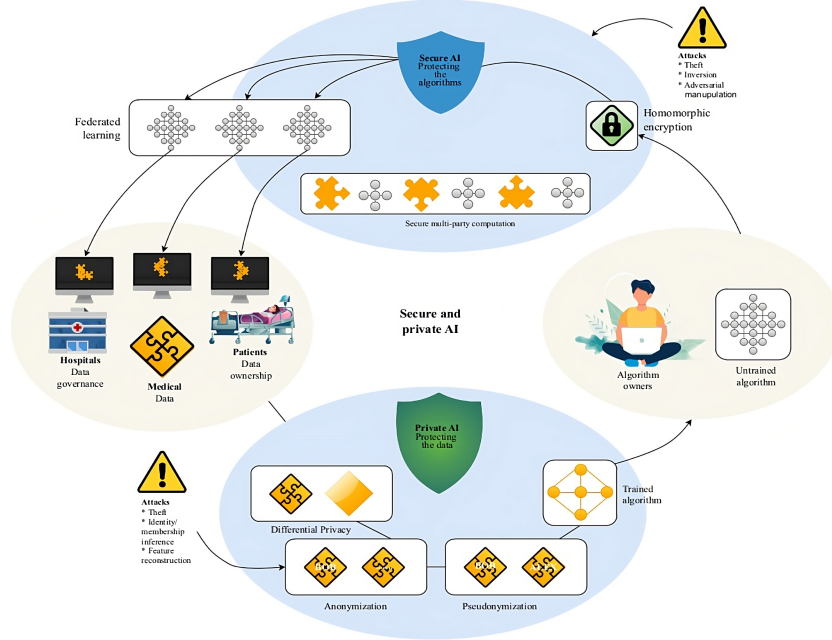 Secure AI
Protecting
the
algorithms
Attacks
* Theft
* Inversion
* Adversarial
manupulation
Federated
learning
Homomorphic
encryption
Secure multi-party computation
Secure and
private AI
Hospitals
Data
governance
Medical
Data
Patients
Data
ownership
Algorithm
owners
Untrained
algorithm
Private AI
Protecting
the data
Attacks
* Theft
* Identity/
membership
inference
* Feature
reconstruction
Differential Privacy
Trained
algorithm
Anonymization
Pseudonymization